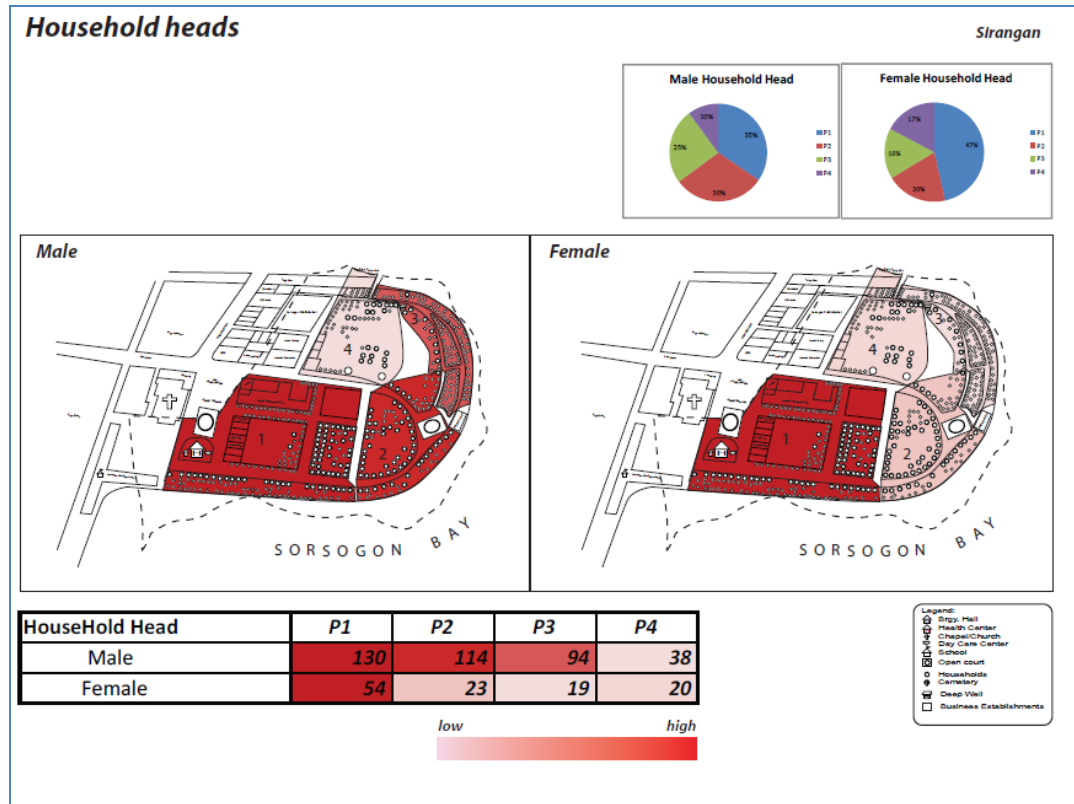 Household heads
Sirangan
Male Household Head
35%
30%
25%
10%
P1
P2
P3
P4
Female Household Head
47%
20%
16%
17%
P1
P2
P3
P4
Male
1
2
3
4
SORSOGON BAY
Female
1
2
3
4
SORSOGON BAY
HouseHold Head P1 P2 P3 P4
Male 130 114 94 38
Female 54 23 19 20
low high
Legend:
Brgy. Hall
Health Center
Chapel/Church
Day Care Center
School
Open court
Households
Cemetery
Deep Well
Business Establishments